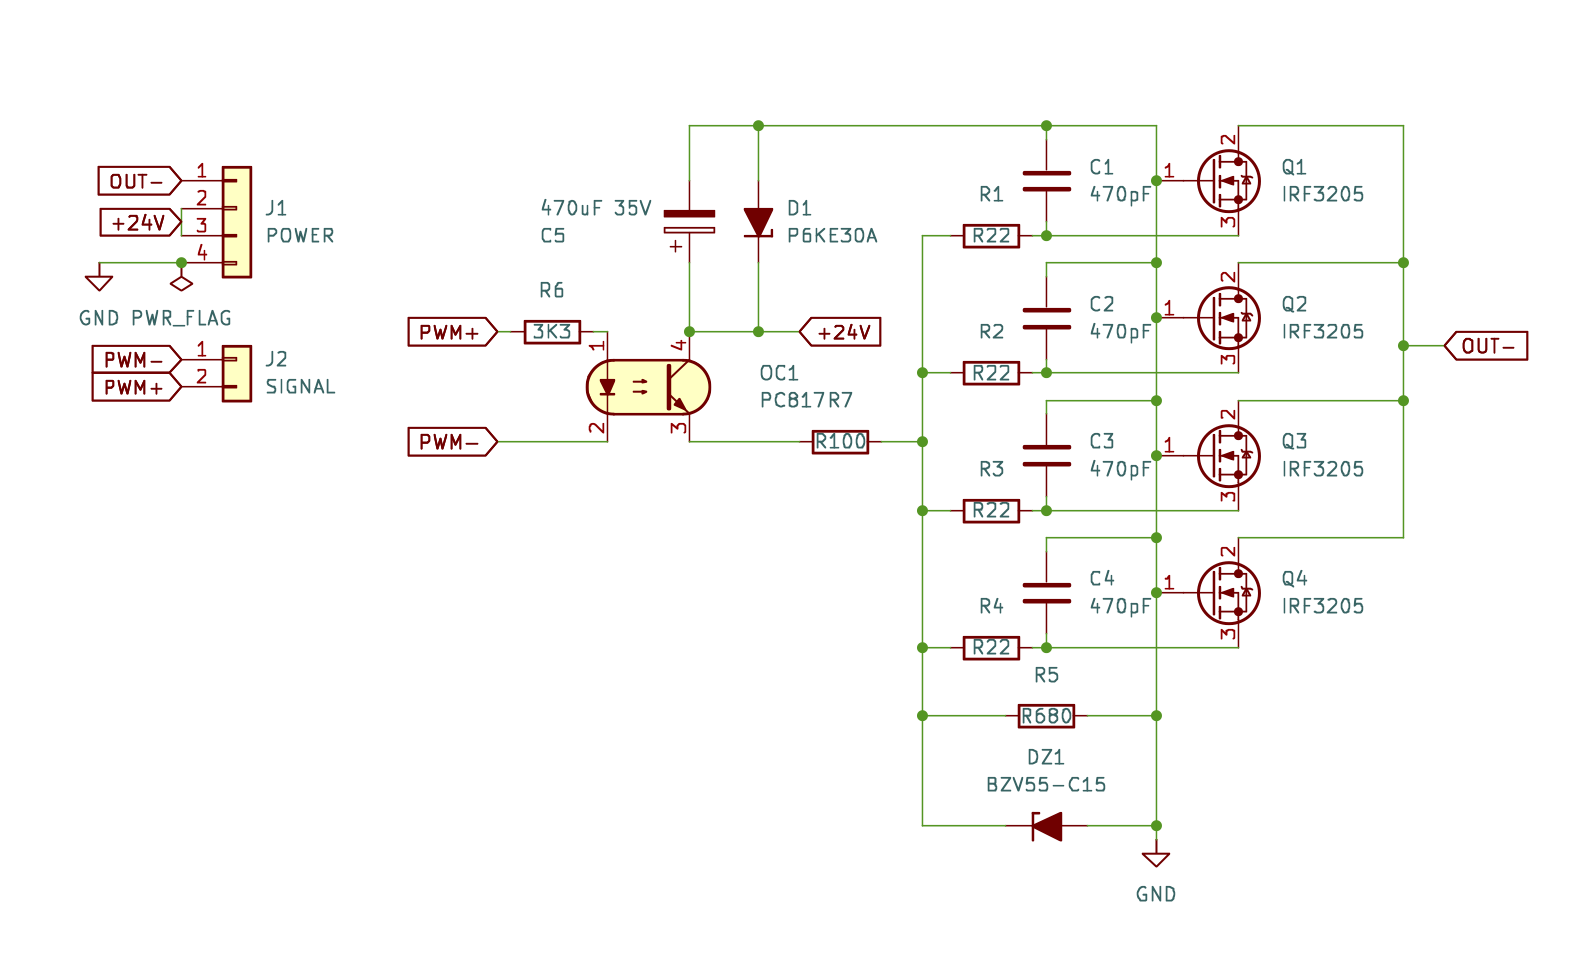 OUT-
1
2
+24V
3
4
J1
POWER
GND
PWR_FLAG
PWM-
1
PWM+
2
J2
SIGNAL
470uF 35V
C5
+
D1
P6KE30A
R6
PWM+
3K3
1
4
+24V
OC1
PC817R7
PWM-
2
3
R100
C1
470pF
R1
R22
1
2
3
Q1
IRF3205
C2
470pF
R2
R22
1
2
3
Q2
IRF3205
OUT-
C3
470pF
R3
R22
1
2
3
Q3
IRF3205
C4
470pF
R4
R22
1
2
3
Q4
IRF3205
R5
R680
DZ1
BZV55-C15
GND